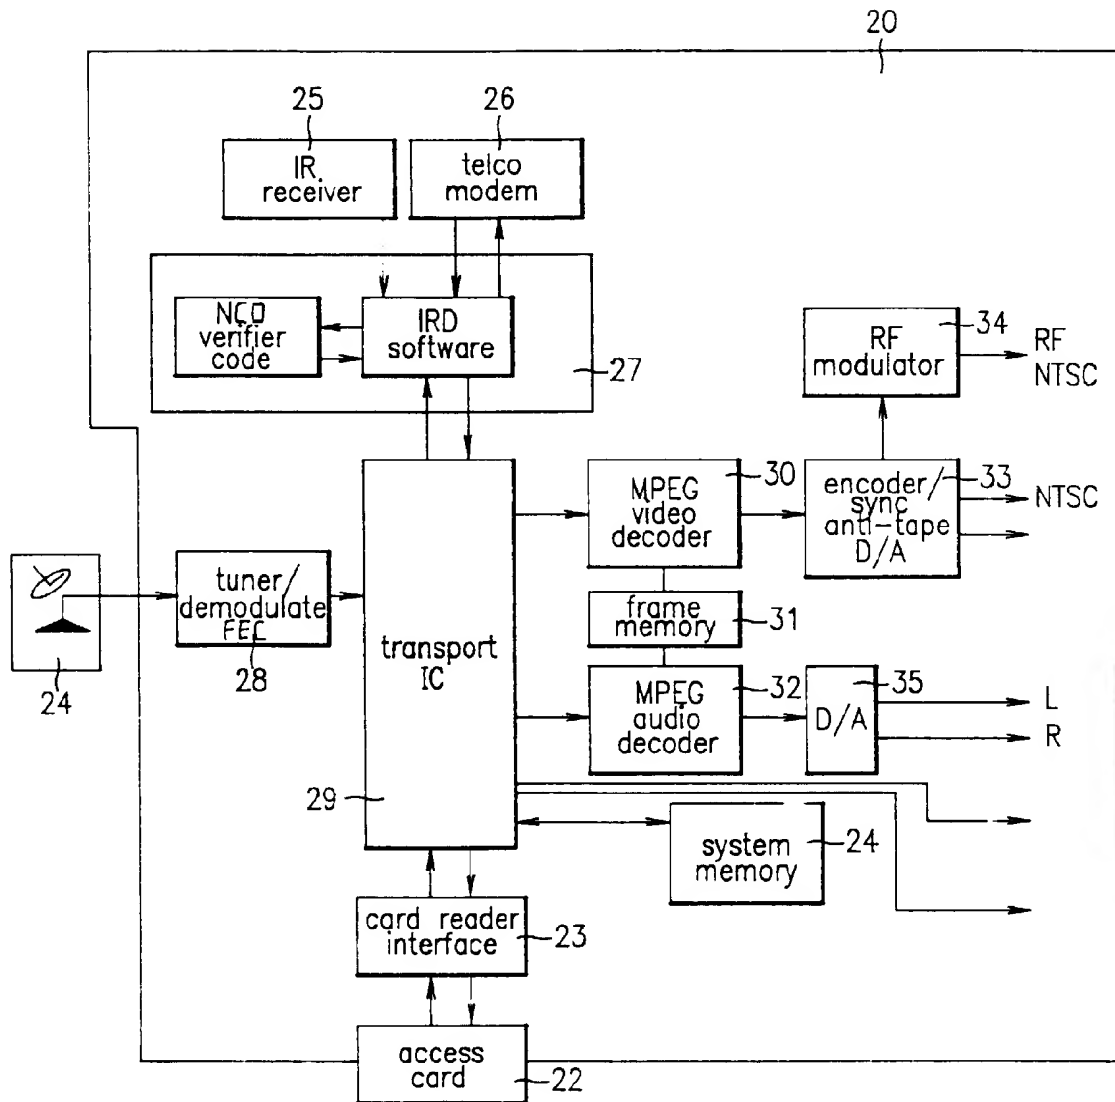 20
25
26
IR
receiver
telco
modem
NCD
verifier
code
IRD
software
27
RF
modulator
34
RF
NTSC
MPEG
video
decoder
30
encoder/
sync
anti-tape
D/A
33
NTSC
24
tuner/
demodulate
FEC
28
transport
IC
29
frame
memory
31
MPEG
audio
decoder
32
D/A
35
L
R
system
memory
24
card reader
interface
23
access
card
22